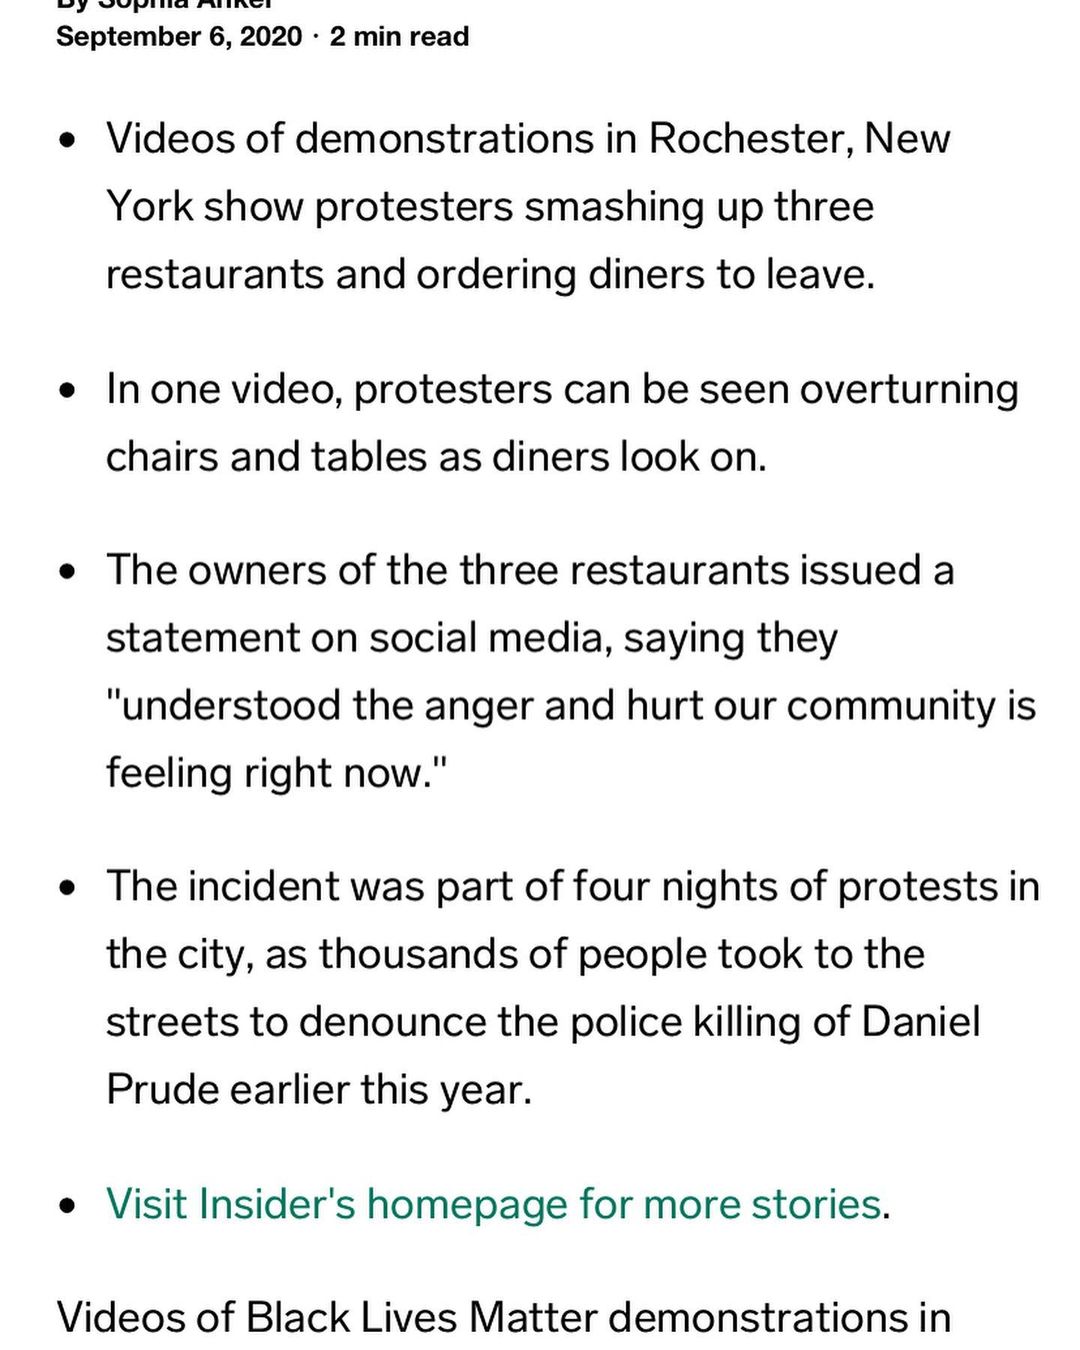 By Sophia Ankel
September 6, 2020 · 2 min read
• Videos of demonstrations in Rochester, New
York show protesters smashing up three
restaurants and ordering diners to leave.
• In one video, protesters can be seen overturning
chairs and tables as diners look on.
• The owners of the three restaurants issued a
statement on social media, saying they
"understood the anger and hurt our community is
feeling right now."
• The incident was part of four nights of protests in
the city, as thousands of people took to the
streets to denounce the police killing of Daniel
Prude earlier this year.
• Visit Insider's homepage for more stories.
Videos of Black Lives Matter demonstrations in